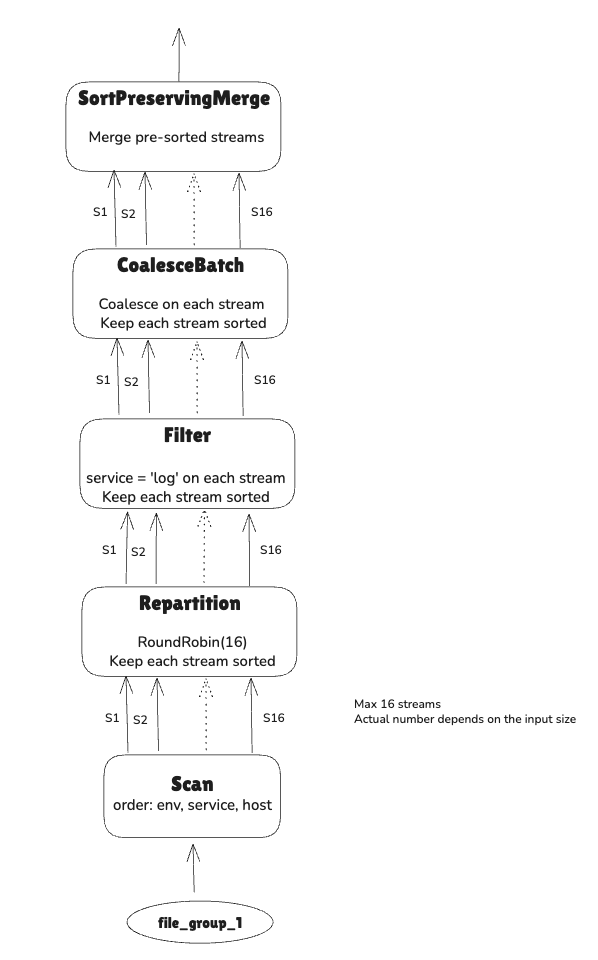 SortPreservingMerge
Merge pre-sorted streams
S1
S2
S16
CoalesceBatch
Coalesce on each stream
Keep each stream sorted
S1
S2
S16
Filter
service = 'log' on each stream
Keep each stream sorted
S1
S2
S16
Repartition
RoundRobin(16)
Keep each stream sorted
S1
S2
S16
Max 16 streams
Actual number depends on the input size
Scan
order: env, service, host
file_group_1